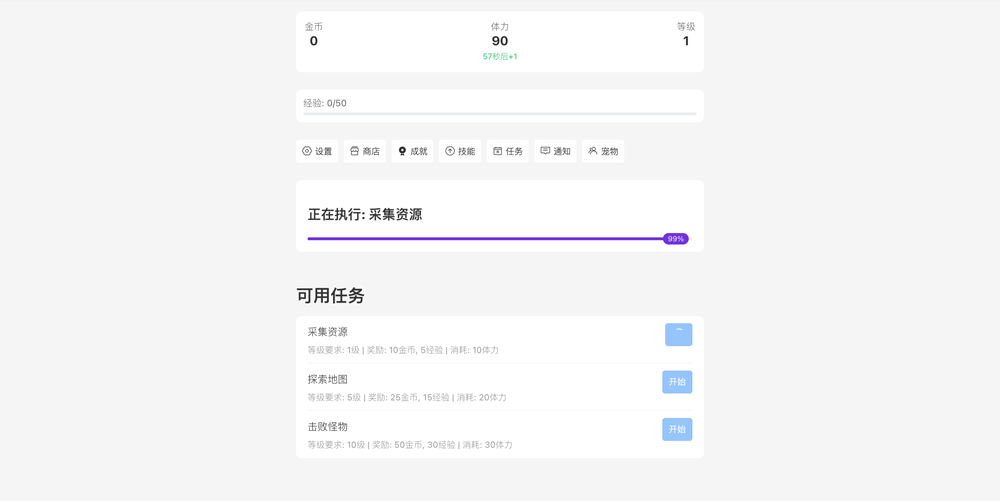 金币 体力 等级
0 90 1
57秒后+1
经验: 0/50
设置 商店 成就 技能 任务 通知 宠物
正在执行: 采集资源
99%
可用任务
采集资源
等级要求: 1级 | 奖励: 10金币, 5经验 | 消耗: 10体力
探索地图
开始
等级要求: 5级 | 奖励: 25金币, 15经验 | 消耗: 20体力
击败怪物
开始
等级要求: 10级 | 奖励: 50金币, 30经验 | 消耗: 30体力